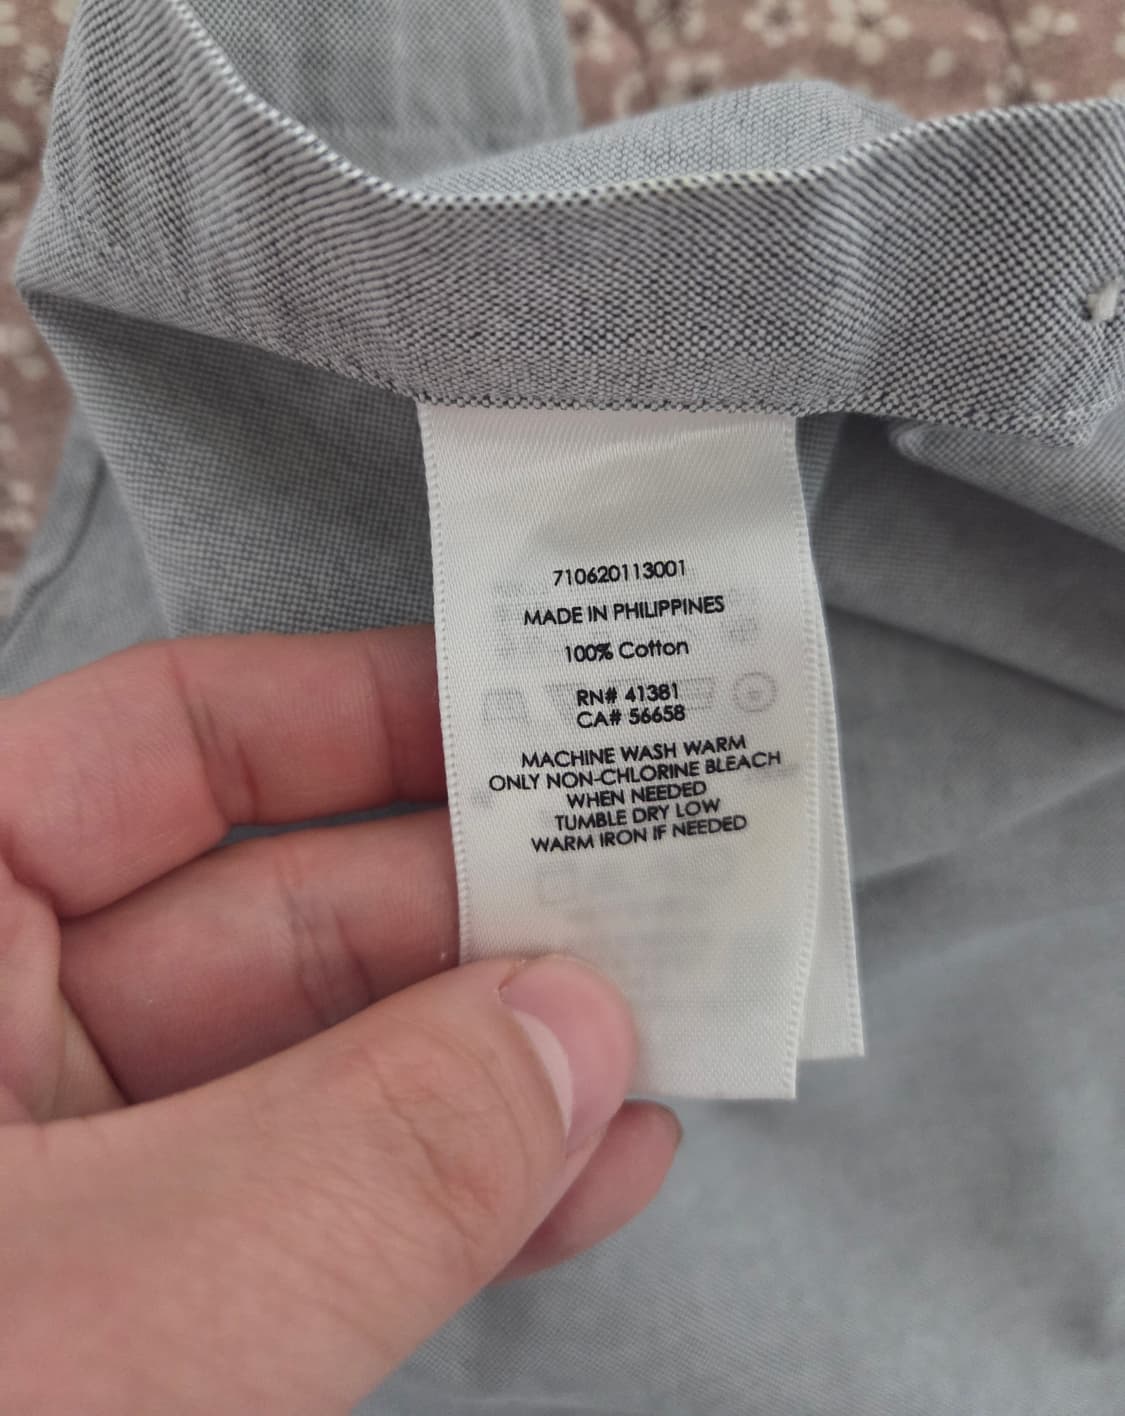 710620113001
MADE IN PHILIPPINES
100% Cotton
RN# 41381
CA# 56658
MACHINE WASH WARM
ONLY NON-CHLORINE BLEACH
WHEN NEEDED
TUMBLE DRY LOW
WARM IRON IF NEEDED